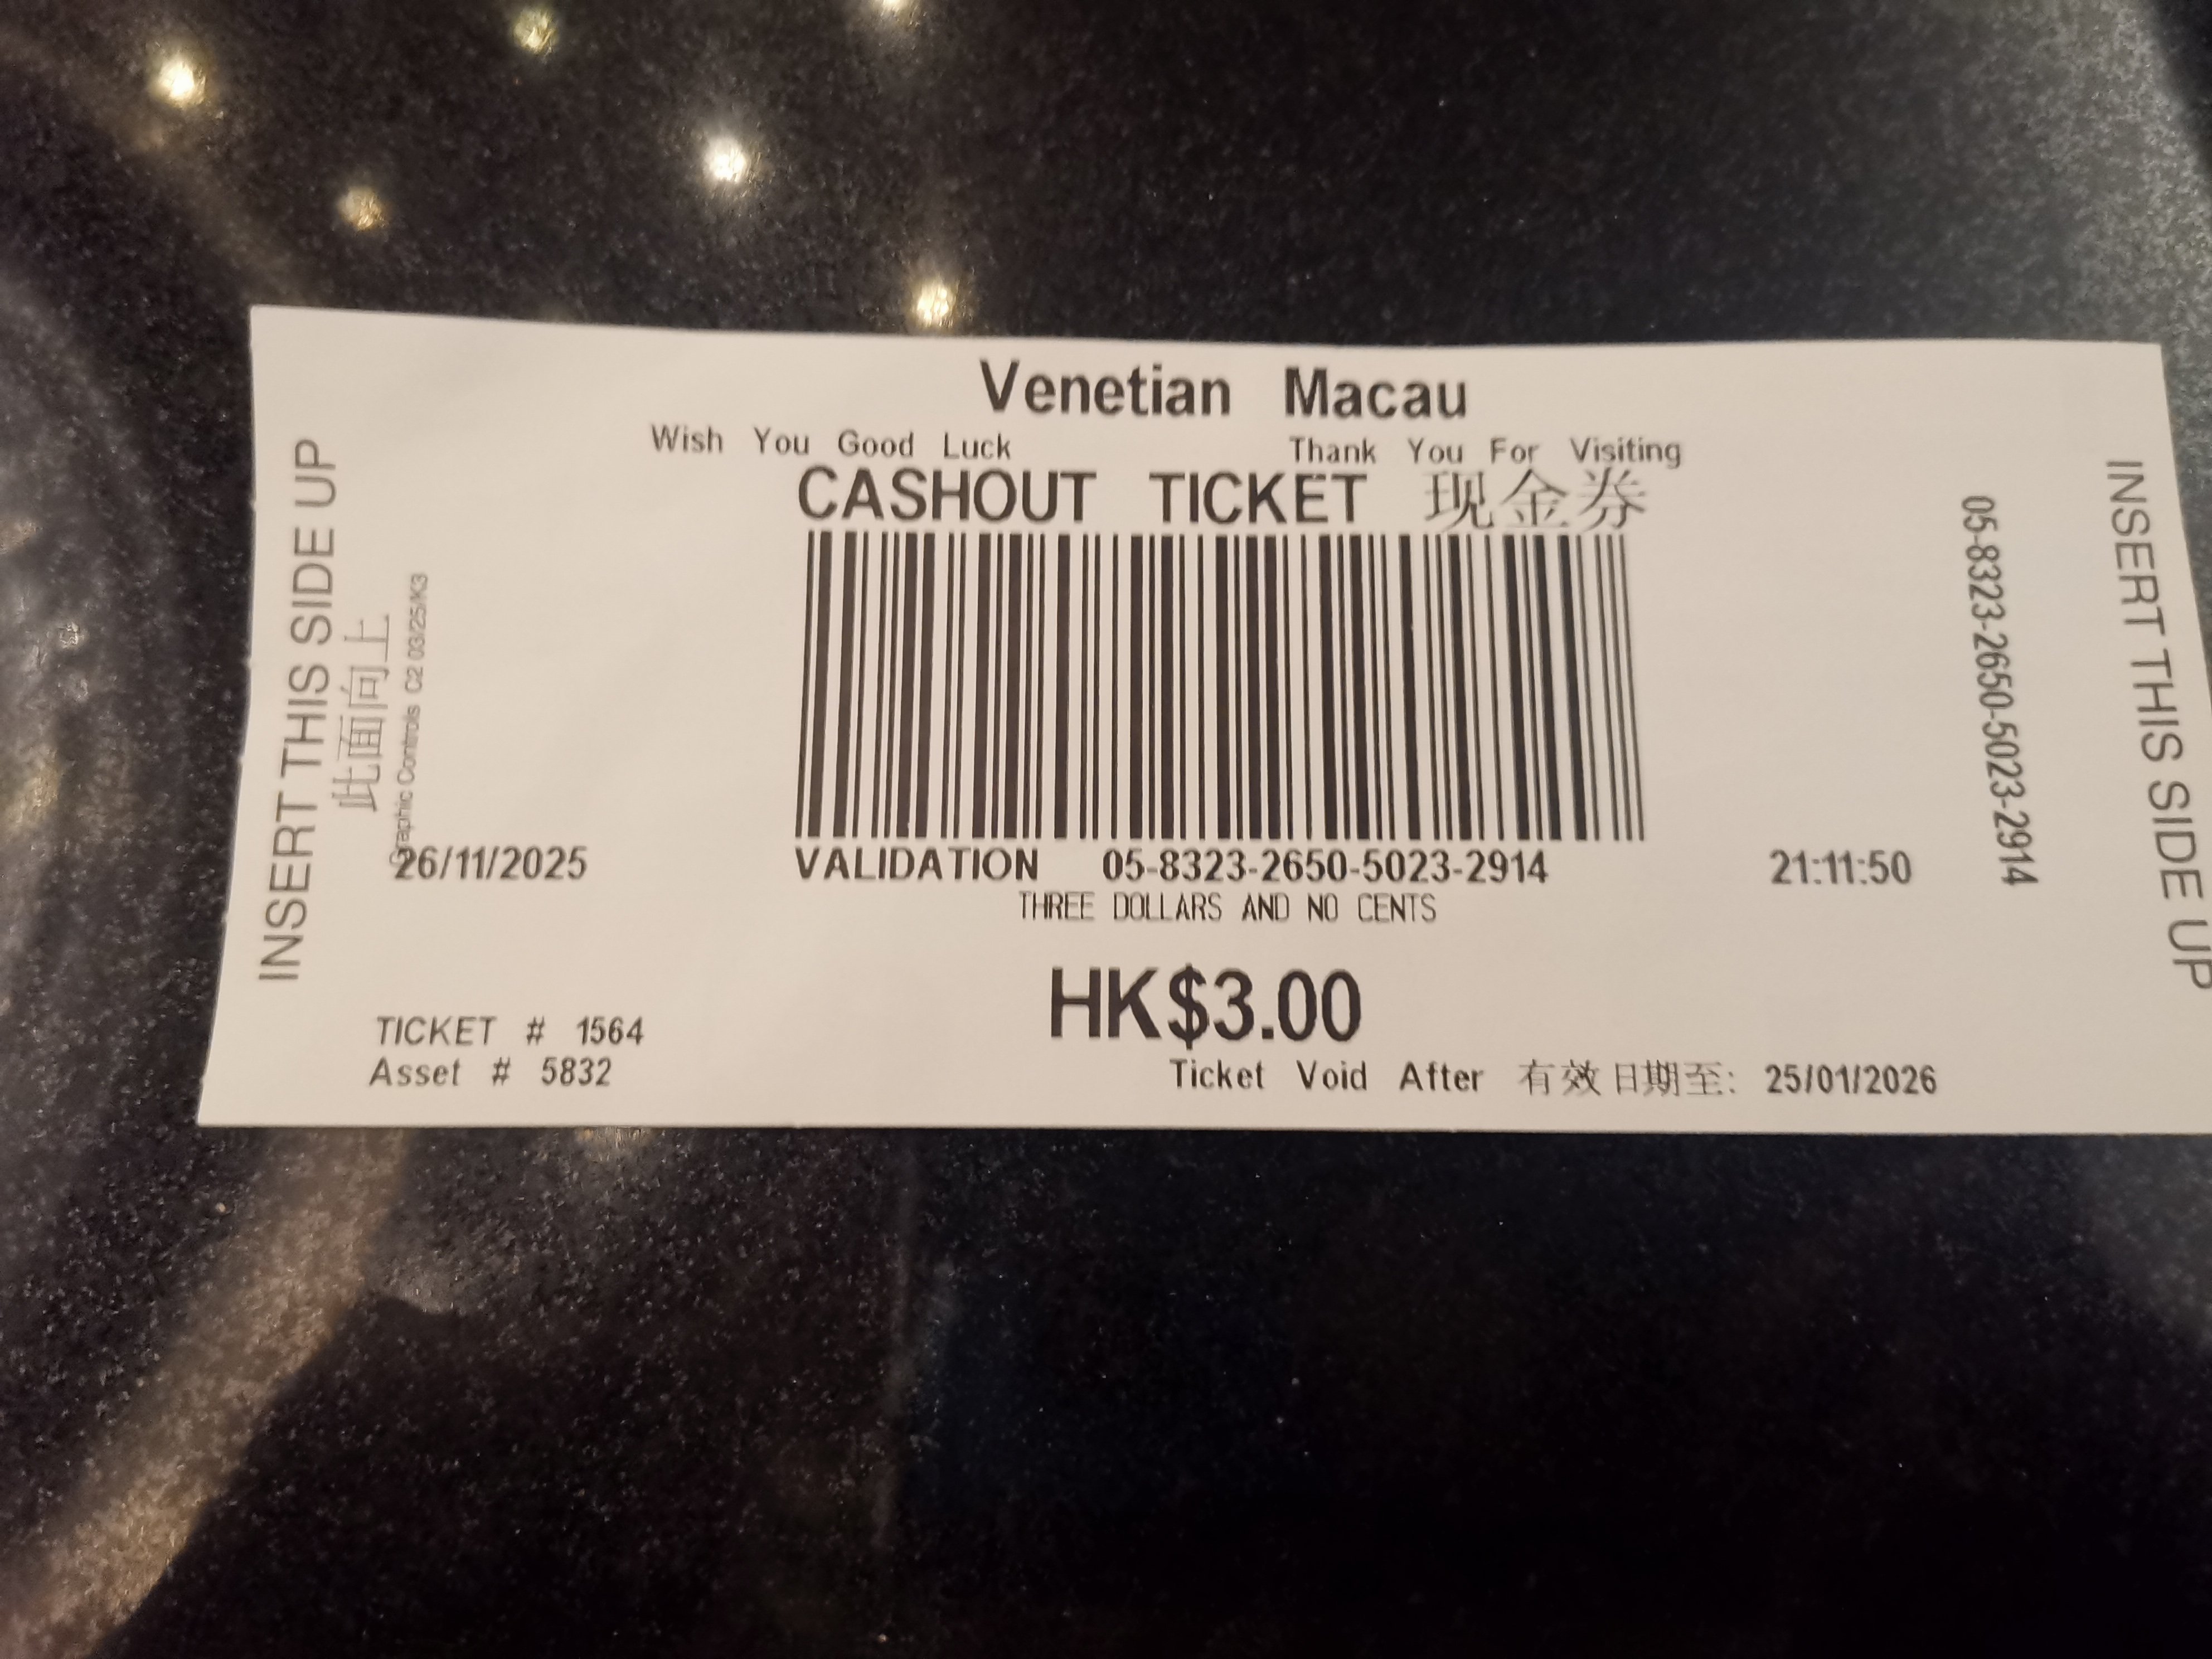 Venetian Macau
Wish You Good Luck Thank You For Visiting
CASHOUT TICKET 现金券
INSERT THIS SIDE UP
此面向上
Graphic Controls C2 03/25/K3
05-8323-2650-5023-2914
INSERT THIS SIDE UP
26/11/2025 VALIDATION 05-8323-2650-5023-2914 21:11:50
THREE DOLLARS AND NO CENTS
HK$3.00
TICKET # 1564
Asset # 5832 Ticket Void After 有效日期至: 25/01/2026